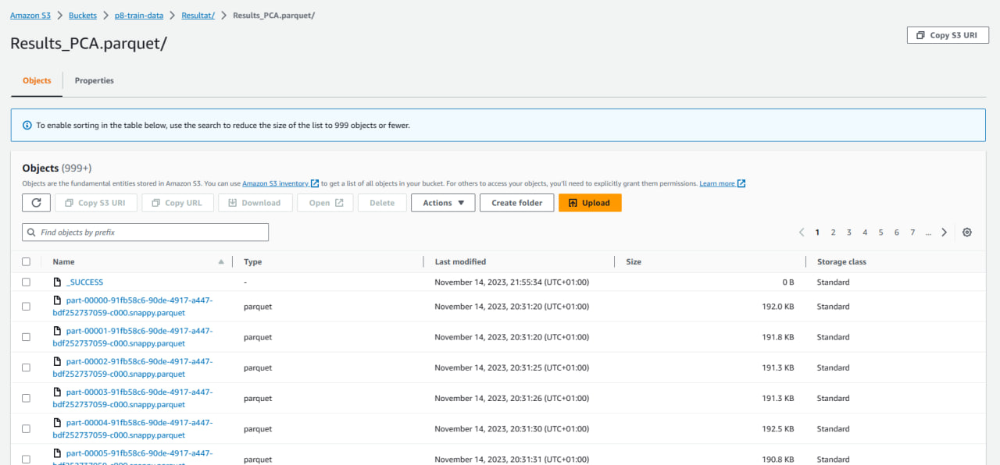 Amazon S3 > Buckets > p8-train-data > Resultat/ > Results_PCA.parquet/
Results_PCA.parquet/
Copy S3 URI
Objects
Properties
To enable sorting in the table below, use the search to reduce the size of the list to 999 objects or fewer.
Objects (999+)
Objects are the fundamental entities stored in Amazon S3. You can use Amazon S3 inventory to get a list of all objects in your bucket. For others to access your objects, you'll need to explicitly grant them permissions. Learn more
Copy S3 URI Copy URL Download Open Delete Actions Create folder Upload
Find objects by prefix
1 2 3 4 5 6 7 ...
Name Type Last modified Size Storage class
_SUCCESS - November 14, 2023, 21:55:34 (UTC+01:00) 0 B Standard
part-00000-91fb58c6-90de-4917-a447-
bdf252737059-c000.snappy.parquet
parquet November 14, 2023, 20:31:20 (UTC+01:00) 192.0 KB Standard
part-00001-91fb58c6-90de-4917-a447-
bdf252737059-c000.snappy.parquet
parquet November 14, 2023, 20:31:20 (UTC+01:00) 191.8 KB Standard
part-00002-91fb58c6-90de-4917-a447-
bdf252737059-c000.snappy.parquet
parquet November 14, 2023, 20:31:25 (UTC+01:00) 191.3 KB Standard
part-00003-91fb58c6-90de-4917-a447-
bdf252737059-c000.snappy.parquet
parquet November 14, 2023, 20:31:26 (UTC+01:00) 191.3 KB Standard
part-00004-91fb58c6-90de-4917-a447-
bdf252737059-c000.snappy.parquet
parquet November 14, 2023, 20:31:30 (UTC+01:00) 192.5 KB Standard
part-00005-91fb58c6-90de-4917-a447-
parquet November 14, 2023, 20:31:31 (UTC+01:00) 190.8 KB Standard